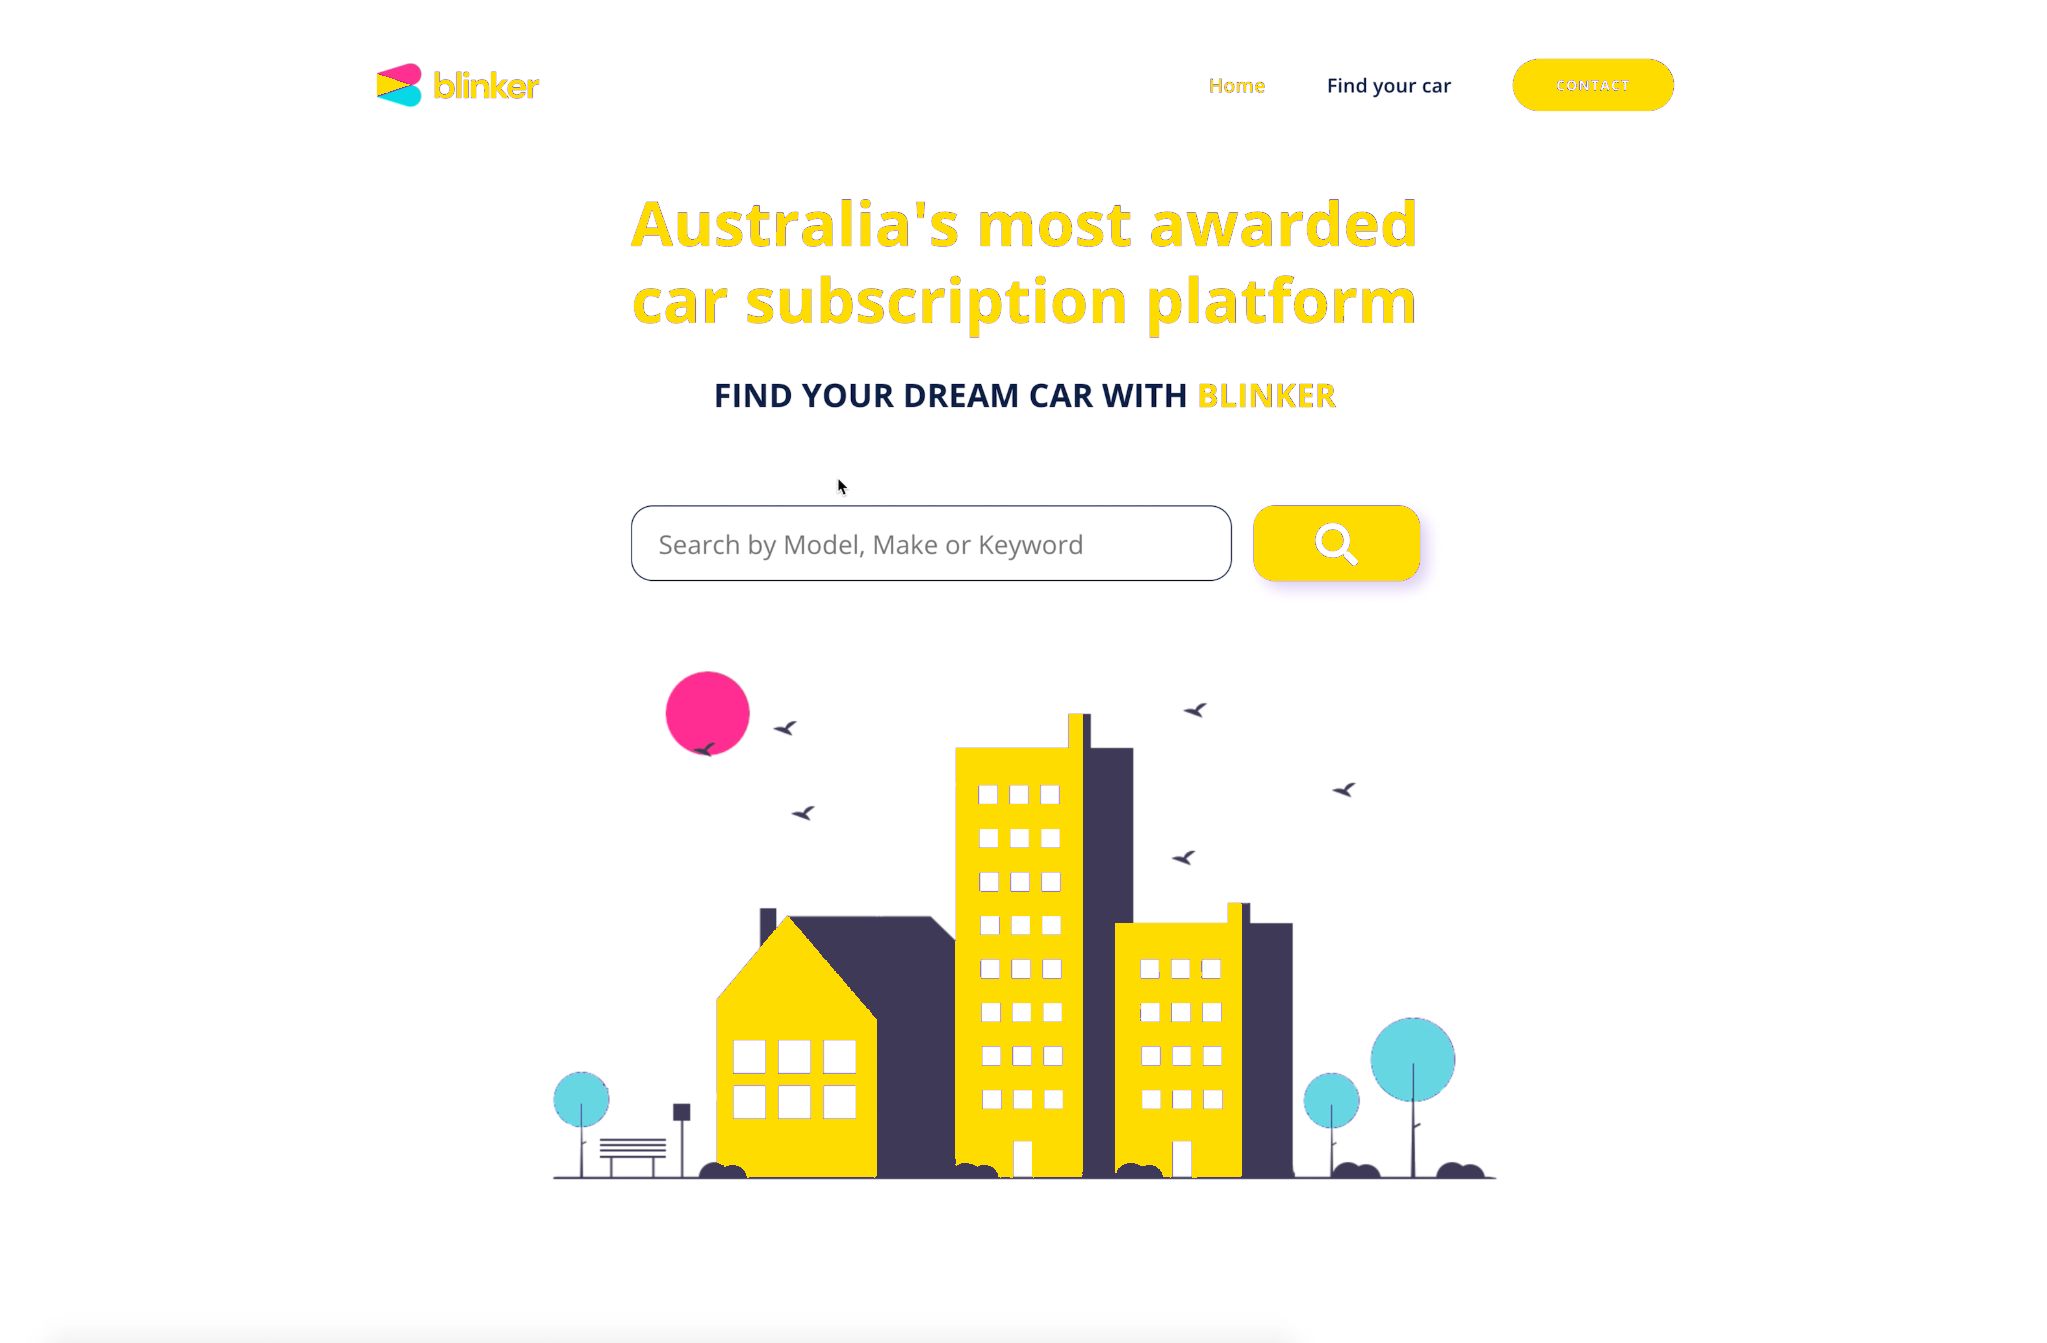 blinker
Home
Find your car
CONTACT
Australia's most awarded
car subscription platform
FIND YOUR DREAM CAR WITH BLINKER
Search by Model, Make or Keyword